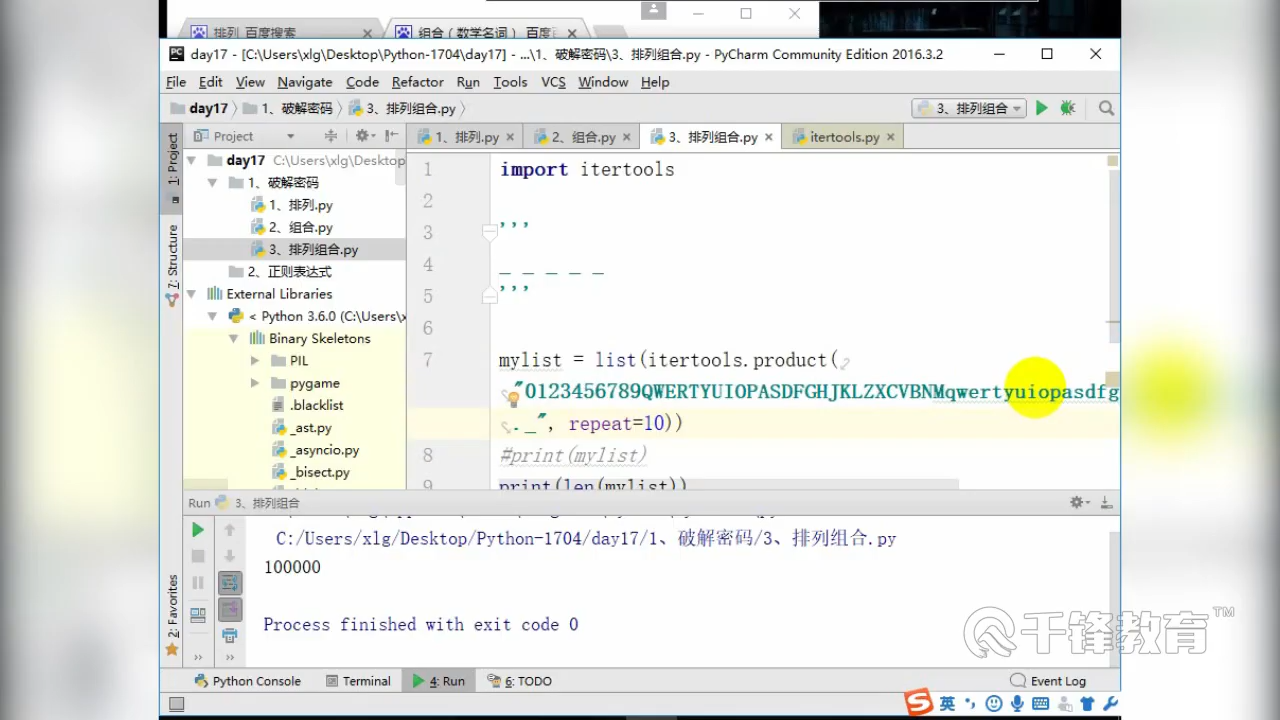 排列_百度搜索
组合（数学名词）_百度
day17 - [C:\Users\xlg\Desktop\Python-1704\day17] - ...\1、破解密码\3、排列组合.py - PyCharm Community Edition 2016.3.2
File Edit View Navigate Code Refactor Run Tools VCS Window Help
day17 1、破解密码 3、排列组合.py 3、排列组合
Project 1、排列.py 2、组合.py 3、排列组合.py itertools.py
1: Project
7: Structure
2: Favorites
day17 C:\Users\xlg\Desktop
1、破解密码
1、排列.py
2、组合.py
3、排列组合.py
2、正则表达式
External Libraries
< Python 3.6.0 (C:\Users\x
Binary Skeletons
PIL
pygame
.blacklist
_ast.py
_asyncio.py
_bisect.py
1 import itertools
2
3 '''
4 _ _ _ _ _
5 '''
6
7 mylist = list(itertools.product(
"0123456789QWERTYUIOPASDFGHJKLZXCVBNMqwertyuiopasdfg
._", repeat=10))
8 #print(mylist)
9 print(len(mylist))
Run 3、排列组合
C:/Users/xlg/Desktop/Python-1704/day17/1、破解密码/3、排列组合.py
100000
Process finished with exit code 0
千锋教育™
Python Console Terminal 4: Run 6: TODO Event Log
英